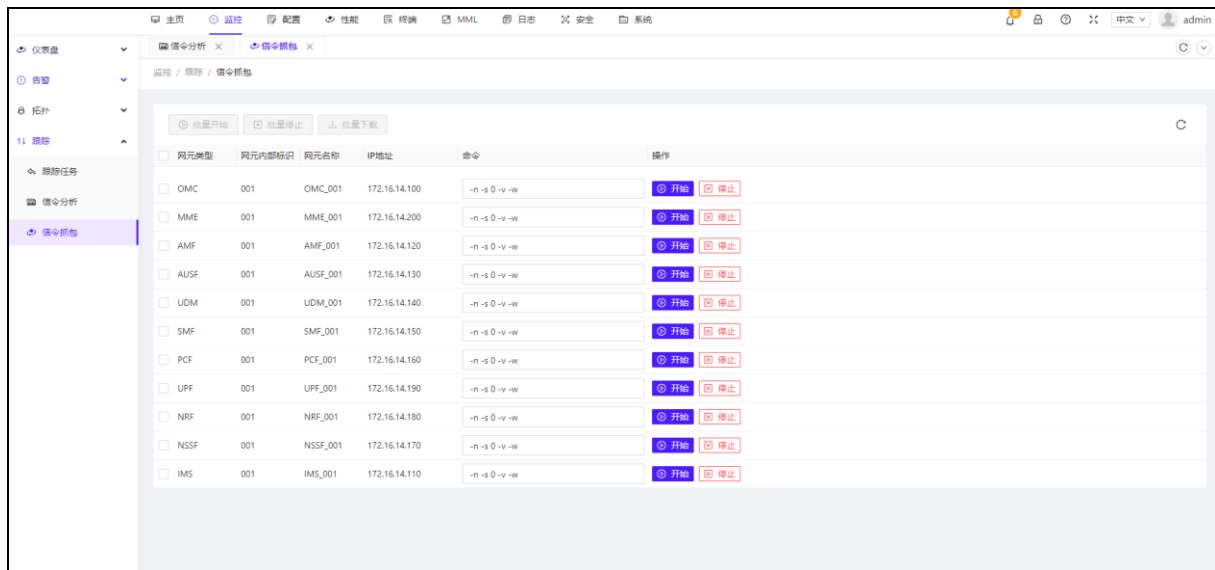 主页 监控 配置 性能 终端 MML 日志 安全 系统 5 中文 admin
仪表盘
告警
拓扑
跟踪
跟踪任务
信令分析
信令抓包
信令分析 信令抓包
监控 / 跟踪 / 信令抓包
批量开始 批量停止 批量下载
网元类型 网元内部标识 网元名称 IP地址 命令 操作
OMC 001 OMC_001 172.16.14.100 -n -s 0 -v -w 开始 停止
MME 001 MME_001 172.16.14.200 -n -s 0 -v -w 开始 停止
AMF 001 AMF_001 172.16.14.120 -n -s 0 -v -w 开始 停止
AUSF 001 AUSF_001 172.16.14.130 -n -s 0 -v -w 开始 停止
UDM 001 UDM_001 172.16.14.140 -n -s 0 -v -w 开始 停止
SMF 001 SMF_001 172.16.14.150 -n -s 0 -v -w 开始 停止
PCF 001 PCF_001 172.16.14.160 -n -s 0 -v -w 开始 停止
UPF 001 UPF_001 172.16.14.190 -n -s 0 -v -w 开始 停止
NRF 001 NRF_001 172.16.14.180 -n -s 0 -v -w 开始 停止
NSSF 001 NSSF_001 172.16.14.170 -n -s 0 -v -w 开始 停止
IMS 001 IMS_001 172.16.14.110 -n -s 0 -v -w 开始 停止